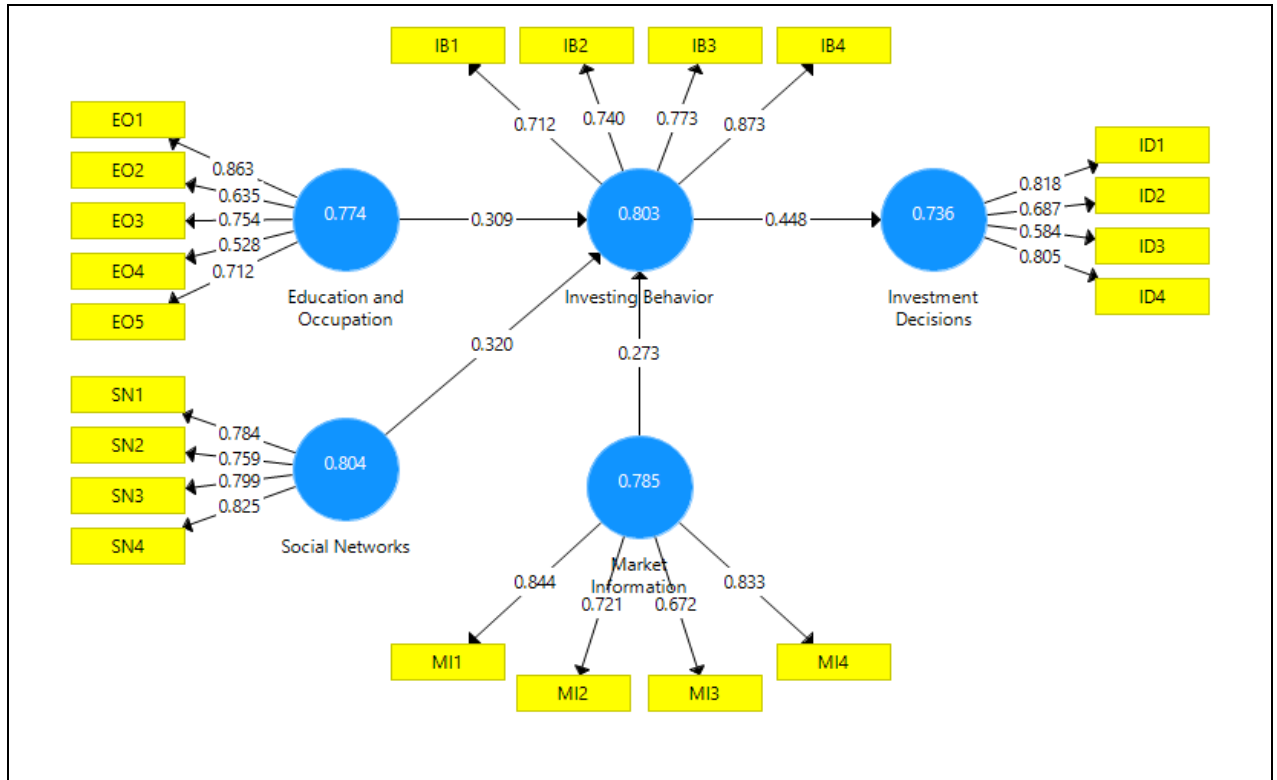 IB1
IB2
IB3
IB4
0.712
0.740
0.773
0.873
EO1
EO2
EO3
EO4
EO5
0.863
0.635
0.754
0.528
0.712
0.774
Education and
Occupation
0.309
0.803
Investing Behavior
0.448
0.736
Investment
Decisions
0.818
0.687
0.584
0.805
ID1
ID2
ID3
ID4
SN1
SN2
SN3
SN4
0.784
0.759
0.799
0.825
0.804
Social Networks
0.320
0.273
0.785
Market
Information
0.844
0.721
0.672
0.833
MI1
MI2
MI3
MI4